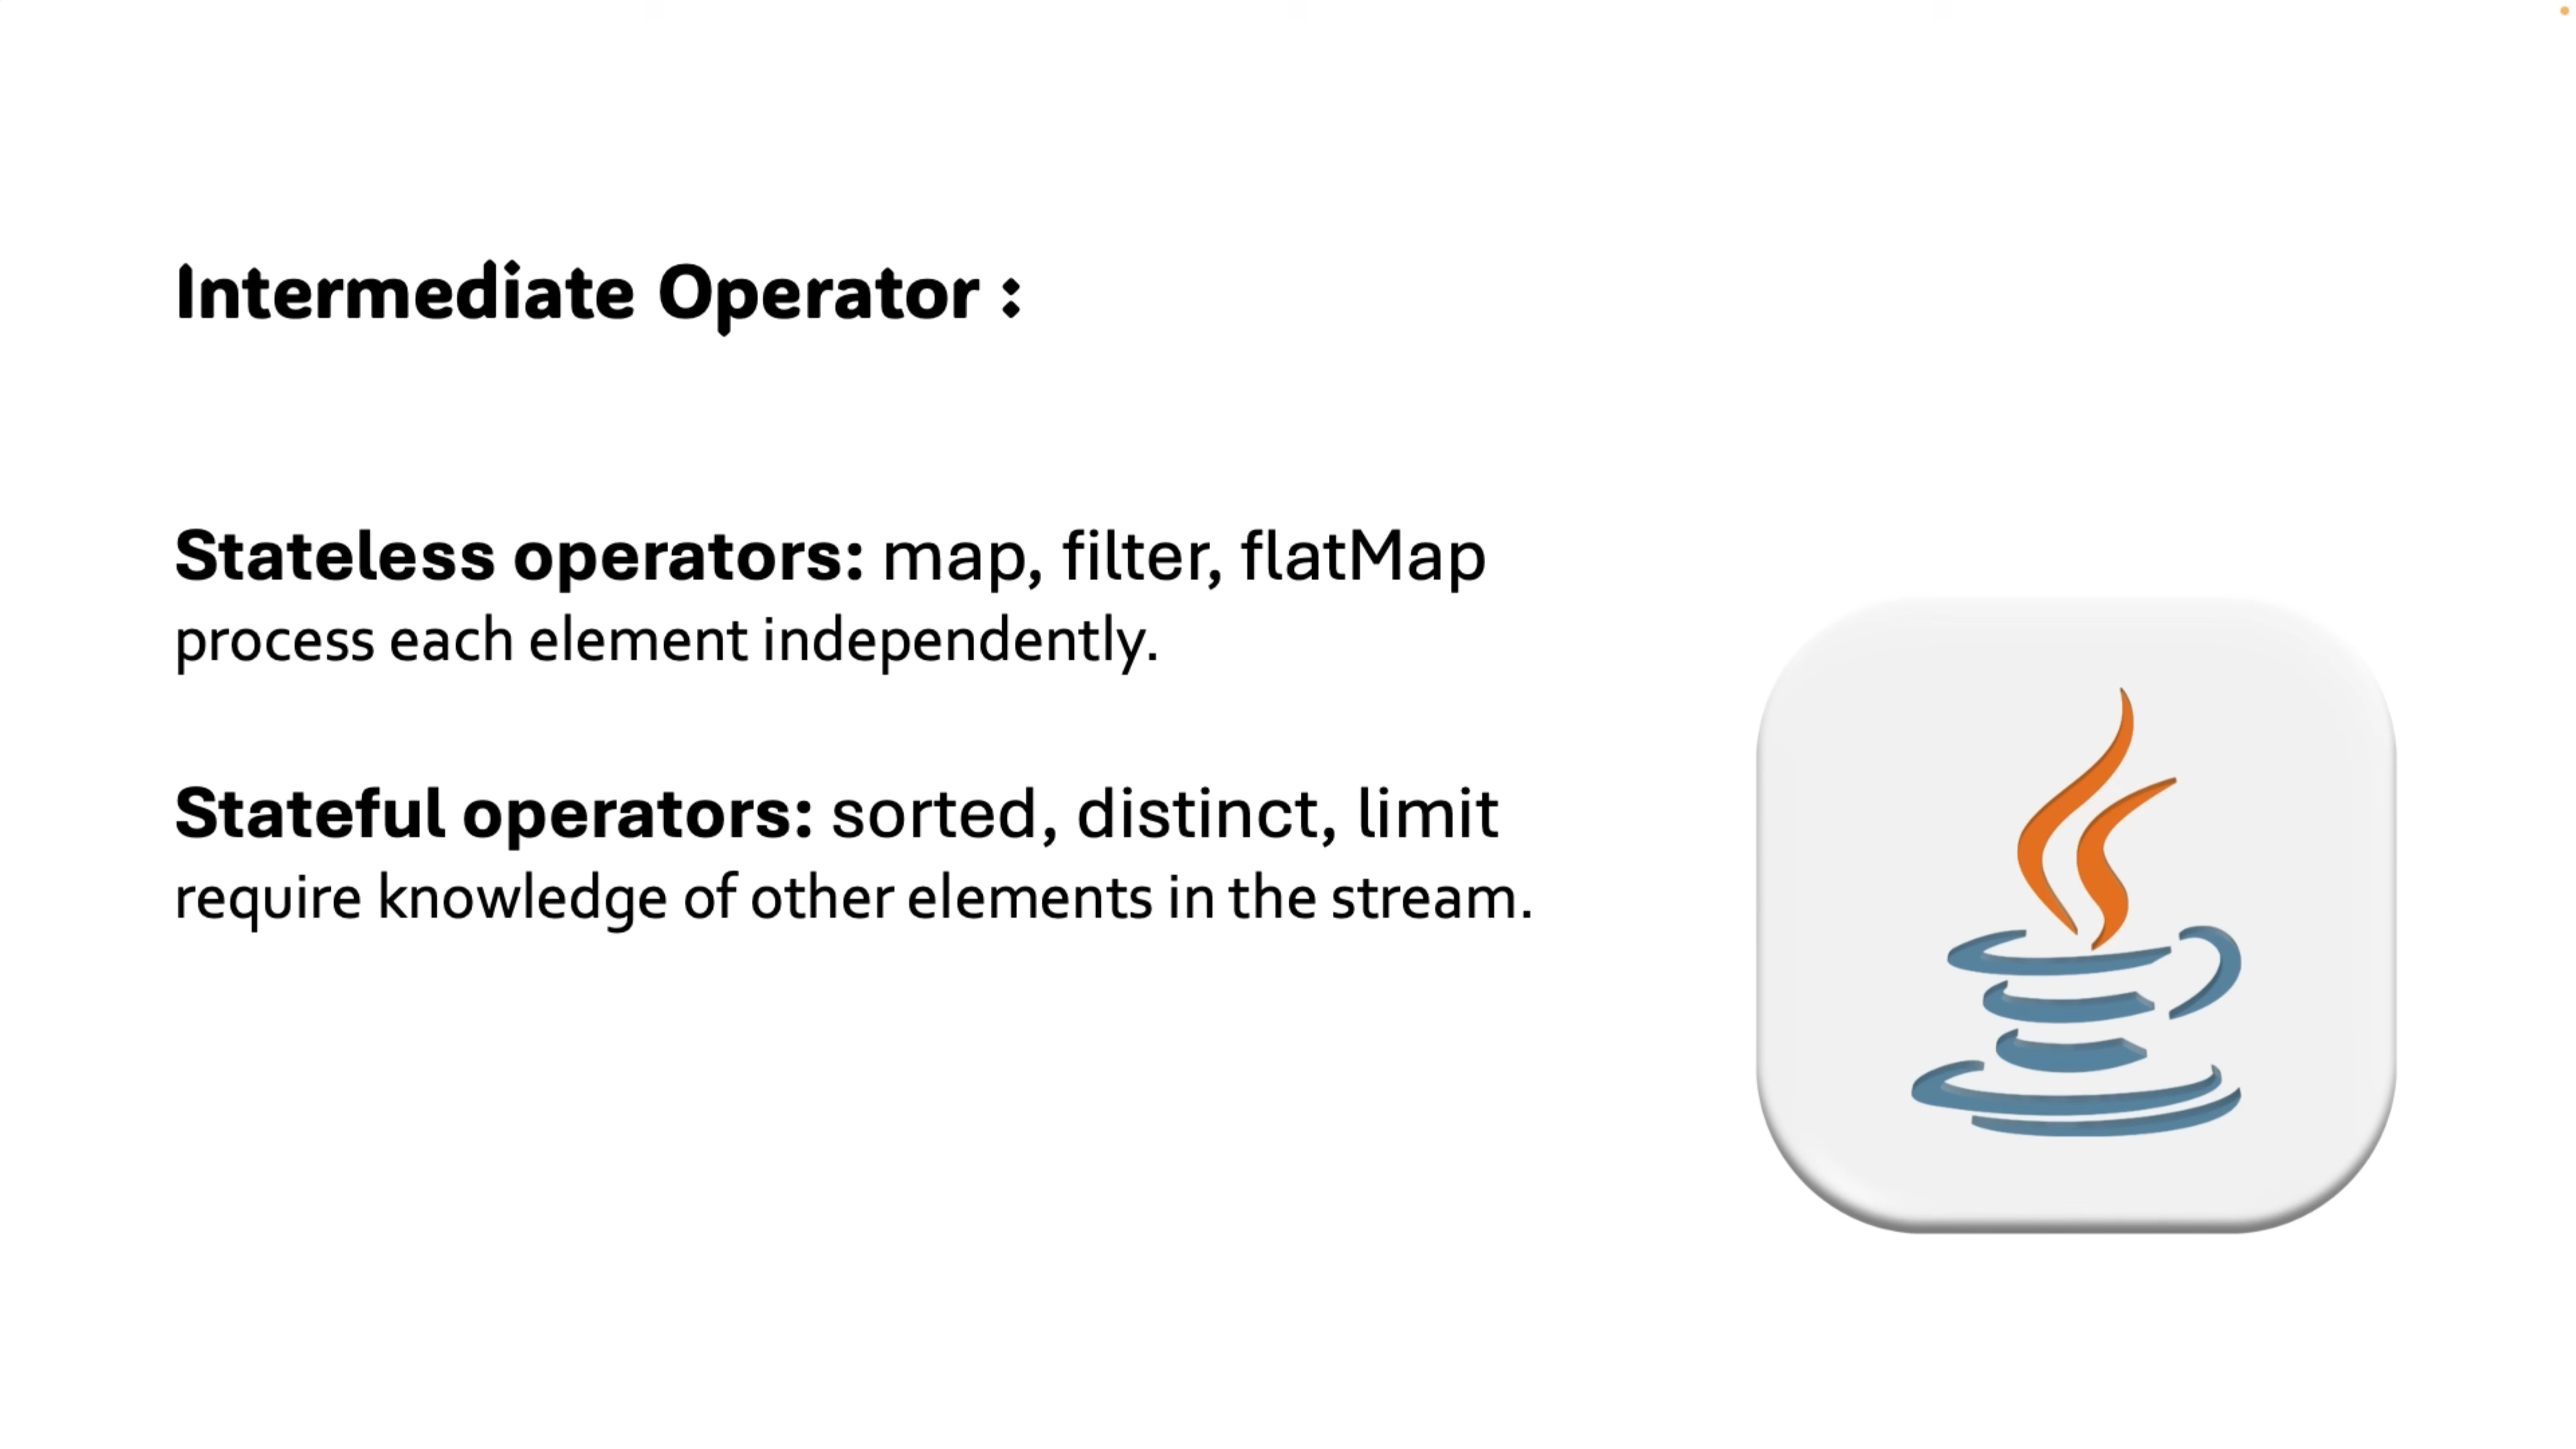 Intermediate Operator :
Stateless operators: map, filter, flatMap
process each element independently.
Stateful operators: sorted, distinct, limit
require knowledge of other elements in the stream.